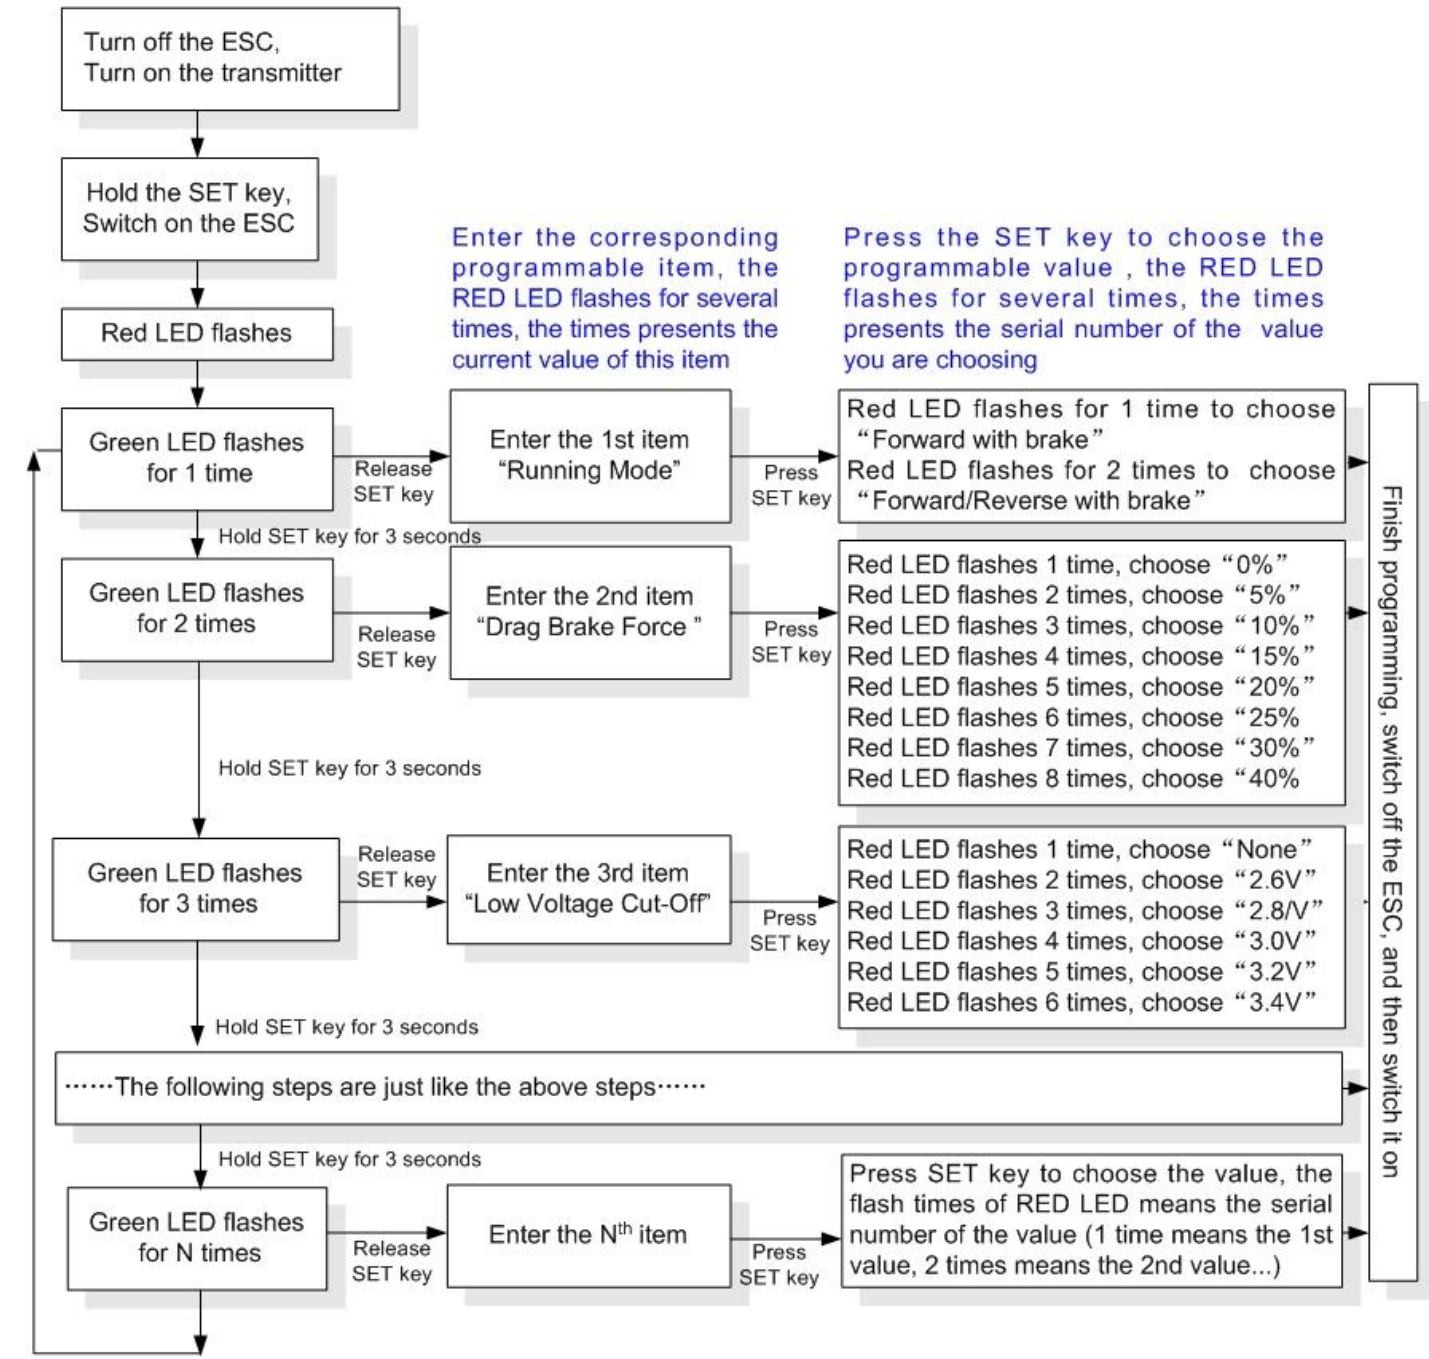 Turn off the ESC,
Turn on the transmitter
Hold the SET key,
Switch on the ESC
Red LED flashes
Enter the corresponding
programmable item, the
RED LED flashes for several
times, the times presents the
current value of this item
Press the SET key to choose the
programmable value , the RED LED
flashes for several times, the times
presents the serial number of the value
you are choosing
Green LED flashes
for 1 time
Release
SET key
Enter the 1st item
“Running Mode”
Press
SET key
Red LED flashes for 1 time to choose
“Forward with brake”
Red LED flashes for 2 times to choose
“Forward/Reverse with brake”
Hold SET key for 3 seconds
Green LED flashes
for 2 times
Release
SET key
Enter the 2nd item
“Drag Brake Force ”
Press
SET key
Red LED flashes 1 time, choose “0%”
Red LED flashes 2 times, choose “5%”
Red LED flashes 3 times, choose “10%”
Red LED flashes 4 times, choose “15%”
Red LED flashes 5 times, choose “20%”
Red LED flashes 6 times, choose “25%
Red LED flashes 7 times, choose “30%”
Red LED flashes 8 times, choose “40%
Hold SET key for 3 seconds
Green LED flashes
for 3 times
Release
SET key
Enter the 3rd item
“Low Voltage Cut-Off”
Press
SET key
Red LED flashes 1 time, choose “None”
Red LED flashes 2 times, choose “2.6V”
Red LED flashes 3 times, choose “2.8/V”
Red LED flashes 4 times, choose “3.0V”
Red LED flashes 5 times, choose “3.2V”
Red LED flashes 6 times, choose “3.4V”
Hold SET key for 3 seconds
······The following steps are just like the above steps······
Hold SET key for 3 seconds
Green LED flashes
for N times
Release
SET key
Enter the Nth item
Press
SET key
Press SET key to choose the value, the
flash times of RED LED means the serial
number of the value (1 time means the 1st
value, 2 times means the 2nd value...)
Finish programming, switch off the ESC, and then switch it on